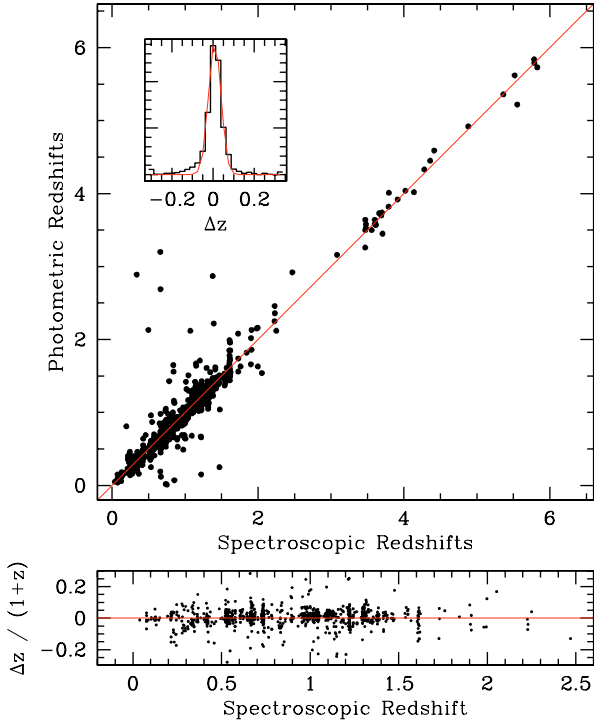 6
4
2
0
Photometric Redshifts
−0.2 0 0.2
Δz
0 2 4 6
Spectroscopic Redshifts
0.2
0
−0.2
Δz / (1+z)
0 0.5 1 1.5 2 2.5
Spectroscopic Redshift